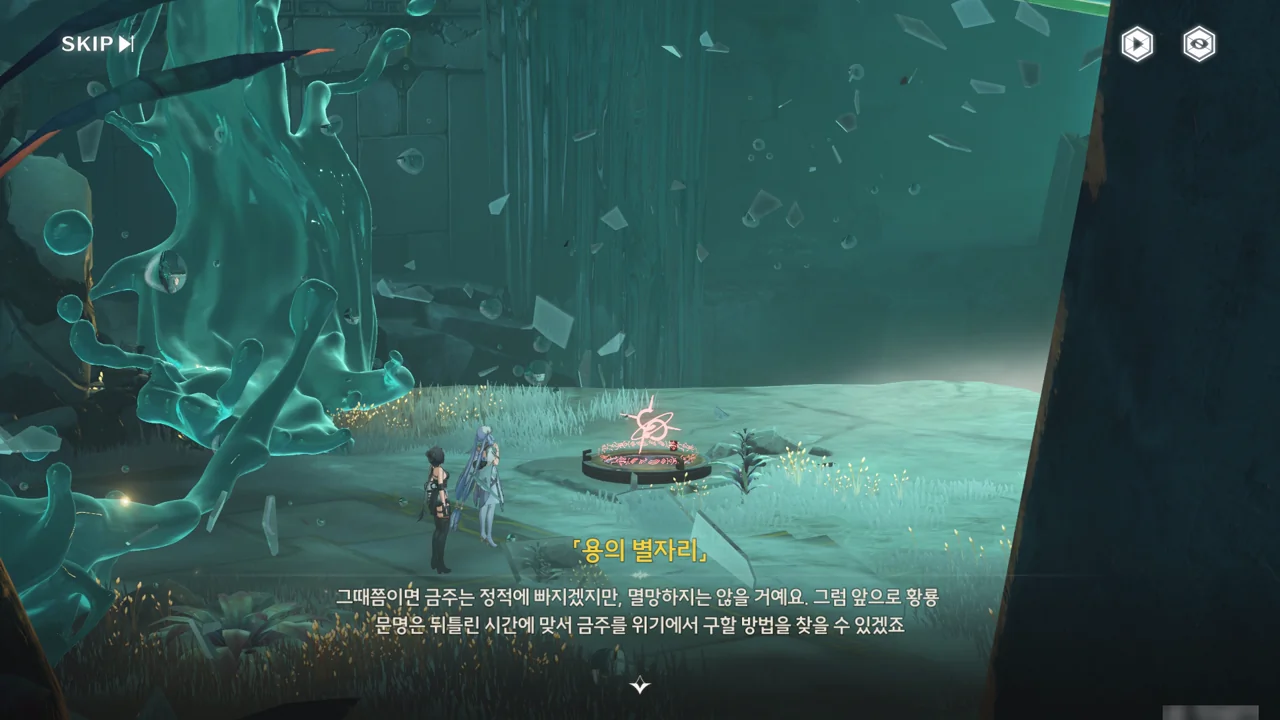 SKIP
「용의 별자리」
그때쯤이면 금주는 정적에 빠지겠지만, 멸망하지는 않을 거예요. 그럼 앞으로 황룡
문명은 뒤틀린 시간에 맞서 금주를 위기에서 구할 방법을 찾을 수 있겠죠